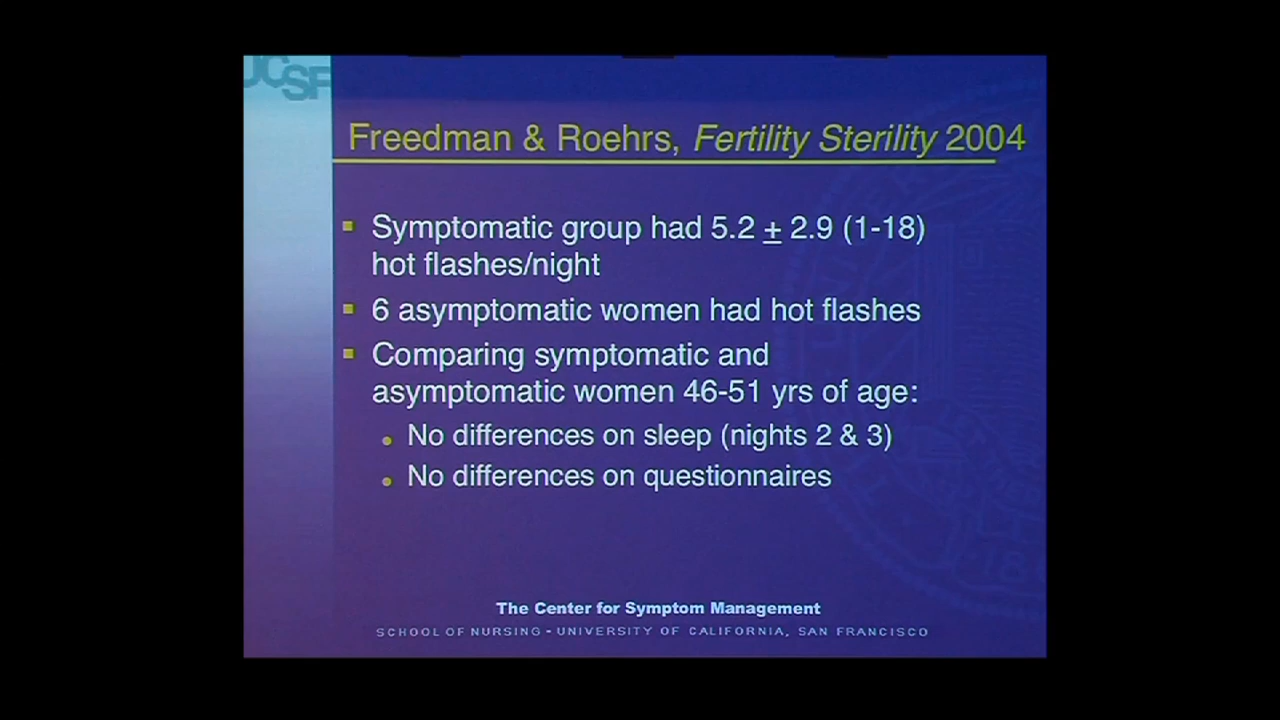 UCSF
Freedman & Roehrs, Fertility Sterility 2004
Symptomatic group had 5.2 ± 2.9 (1-18)
hot flashes/night
6 asymptomatic women had hot flashes
Comparing symptomatic and
asymptomatic women 46-51 yrs of age:
No differences on sleep (nights 2 & 3)
No differences on questionnaires
The Center for Symptom Management
SCHOOL OF NURSING - UNIVERSITY OF CALIFORNIA, SAN FRANCISCO